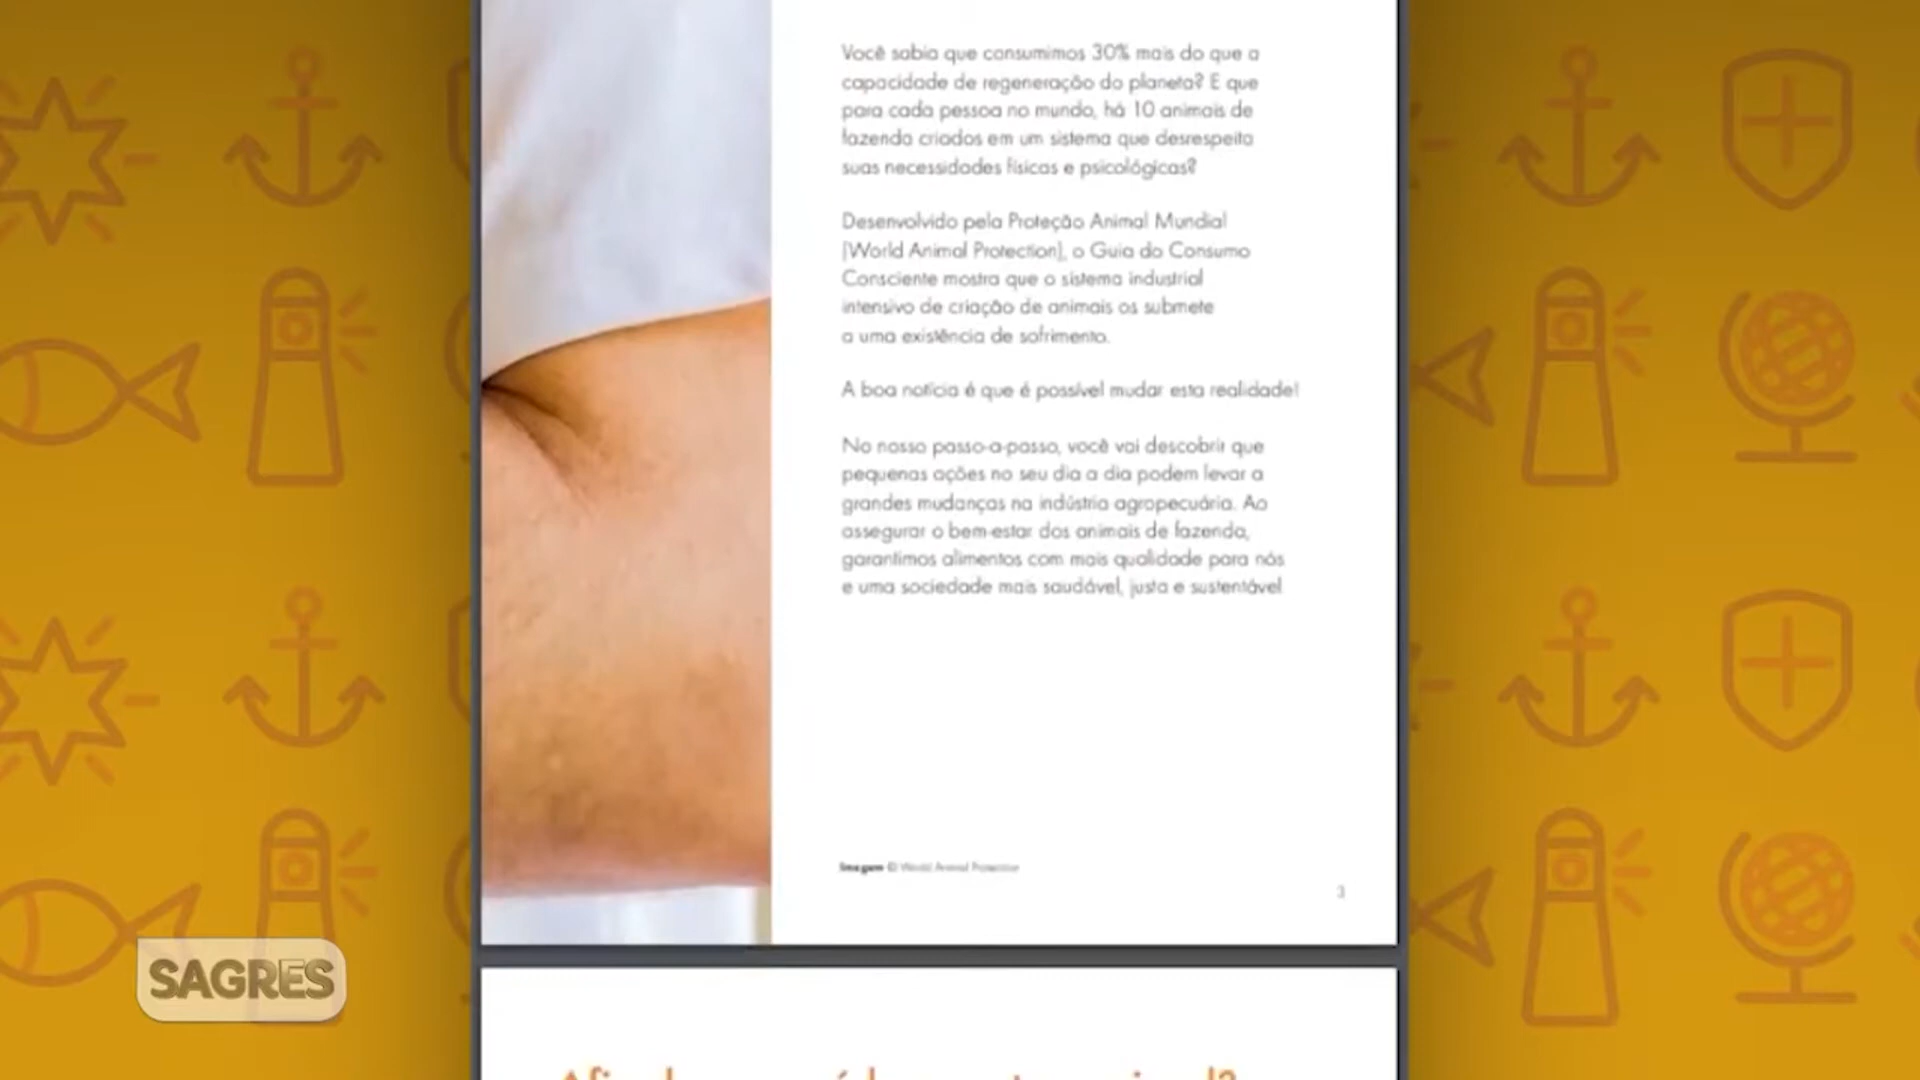 Você sabia que consumimos 30% mais do que a
capacidade de regeneração do planeta? E que
para cada pessoa no mundo, há 10 animais de
fazenda criados em um sistema que desrespeita
suas necessidades físicas e psicológicas?
Desenvolvido pela Proteção Animal Mundial
(World Animal Protection), o Guia do Consumo
Consciente mostra que o sistema industrial
intensivo de criação de animais os submete
a uma existência de sofrimento.
A boa notícia é que é possível mudar esta realidade!
No nosso passo-a-passo, você vai descobrir que
pequenas ações no seu dia a dia podem levar a
grandes mudanças na indústria agropecuária. Ao
assegurar o bem-estar dos animais de fazenda,
garantimos alimentos com mais qualidade para nós
e uma sociedade mais saudável, justa e sustentável
Imagem © World Animal Protection
3
SAGRES